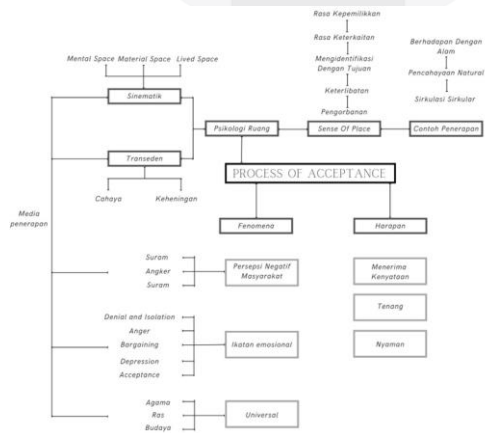 Rasa Kepemilikkan
Rasa Keterkaitan
Mengidentifikasi
Dengan Tujuan
Keterlibatan
Pengorbanan
Berhadapan Dengan
Alam
Pencahayaan Natural
Sirkulasi Sirkular
Mental Space
Material Space
Lived Space
Sinematik
Psikologi Ruang
Sense Of Place
Contoh Penerapan
Transeden
Cahaya
Keheningan
PROCESS OF ACCEPTANCE
Media
penerapan
Fenomena
Harapan
Suram
Angker
Suram
Persepsi Negatif
Masyarakat
Menerima
Kenyataan
Tenang
Nyaman
Denial and Isolation
Anger
Bargaining
Depression
Acceptance
Ikatan emosional
Agama
Ras
Budaya
Universal